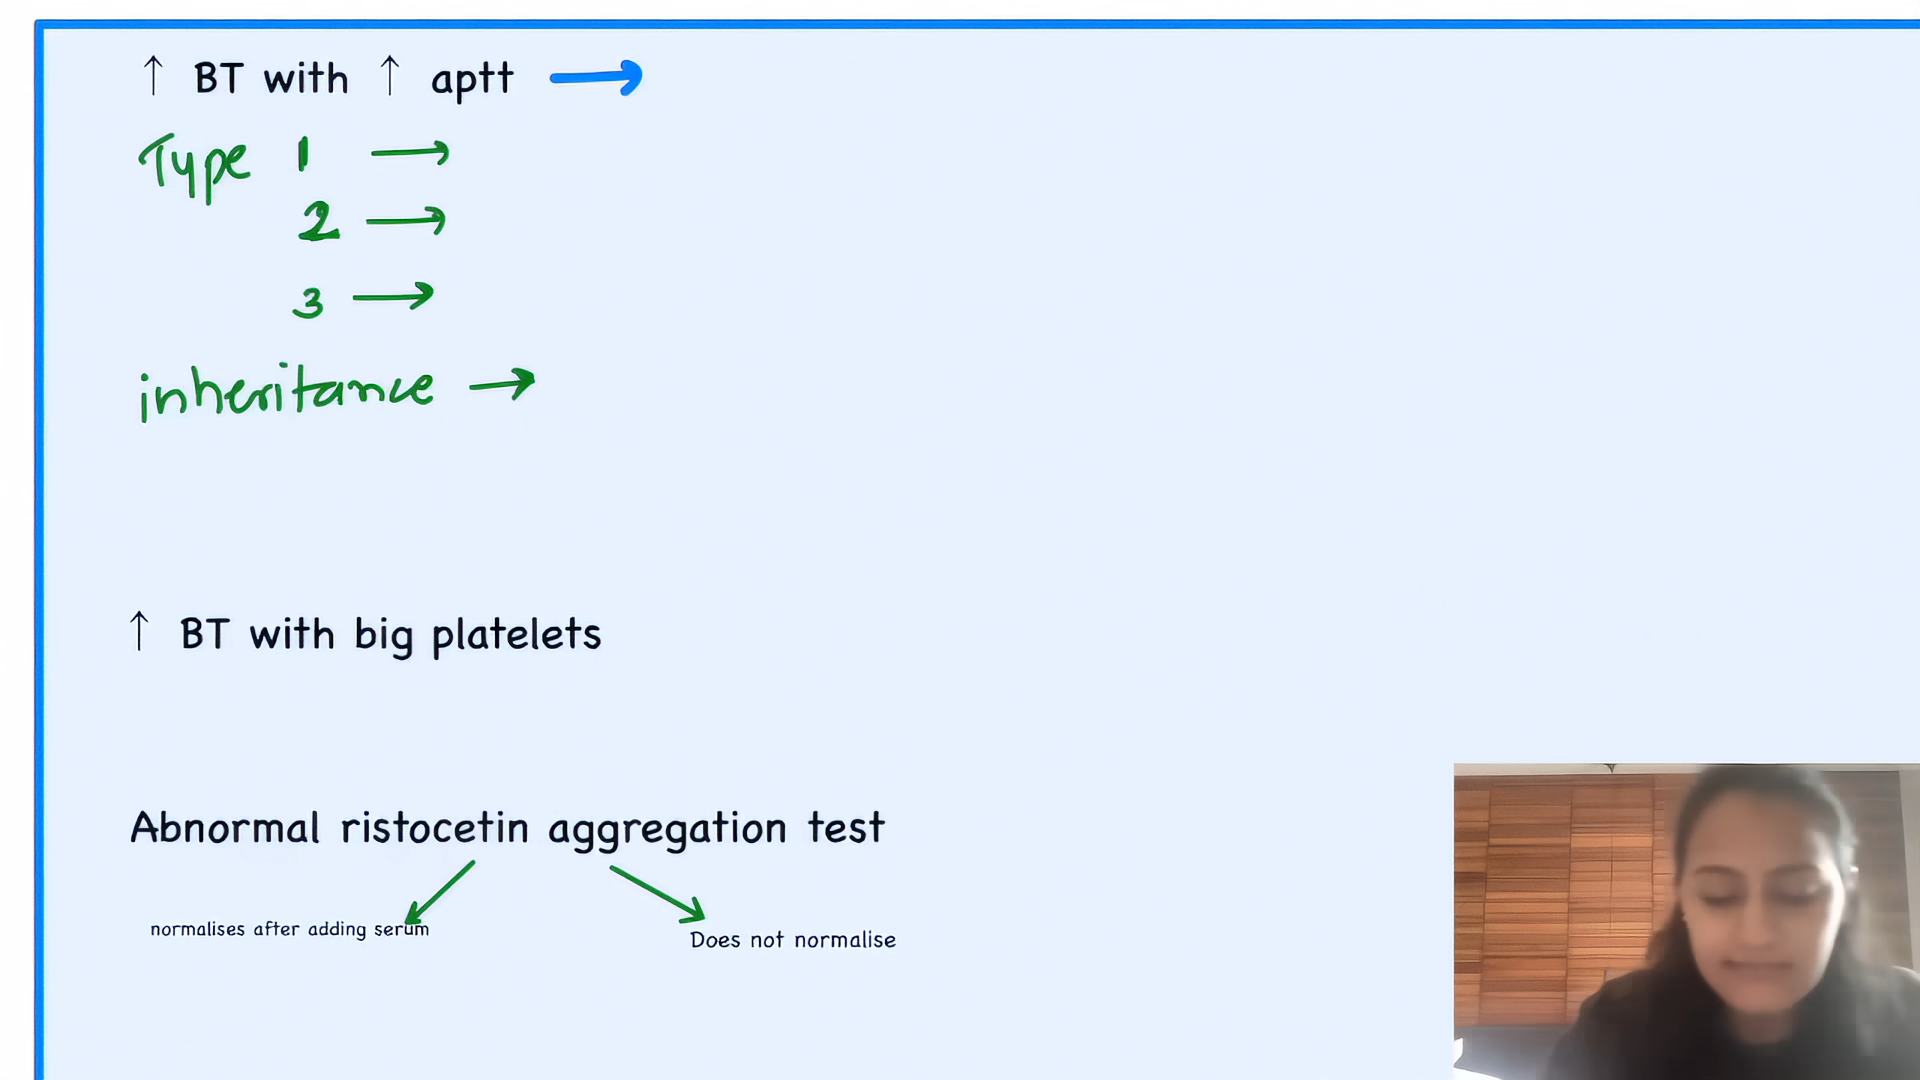 ↑ BT with ↑ aptt →
Type 1 →
2 →
3 →
inheritance →
↑ BT with big platelets
Abnormal ristocetin aggregation test
normalises after adding serum
Does not normalise